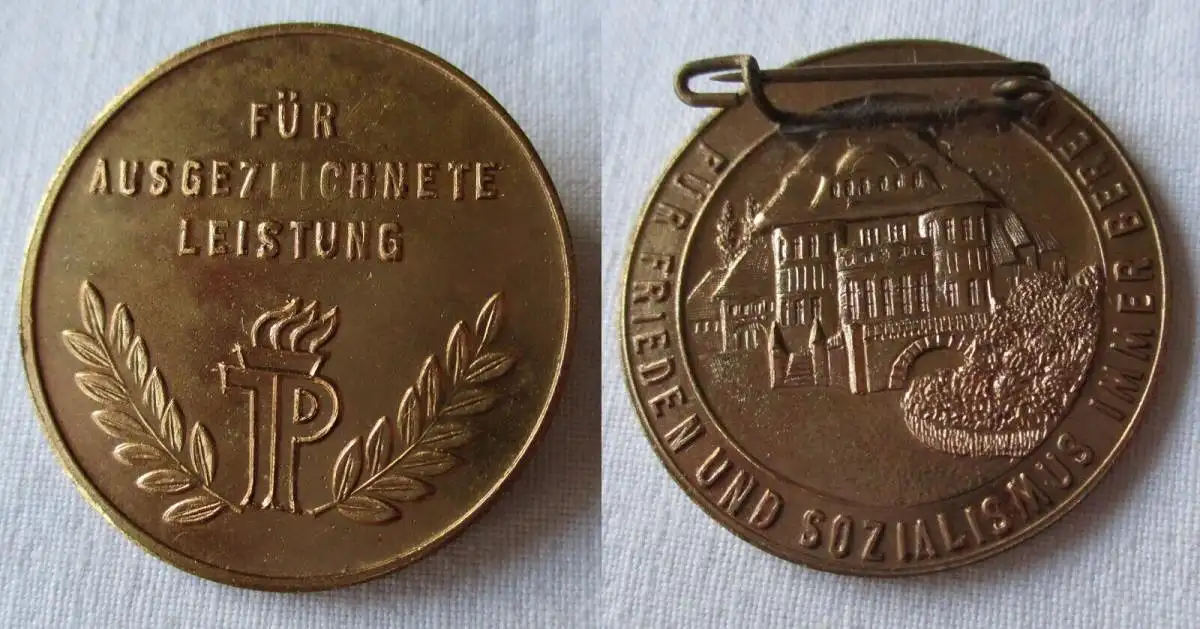 FÜR
AUSGEZEICHNETE
LEISTUNG
JP
FÜR FRIEDEN UND SOZIALISMUS IMMER BEREIT